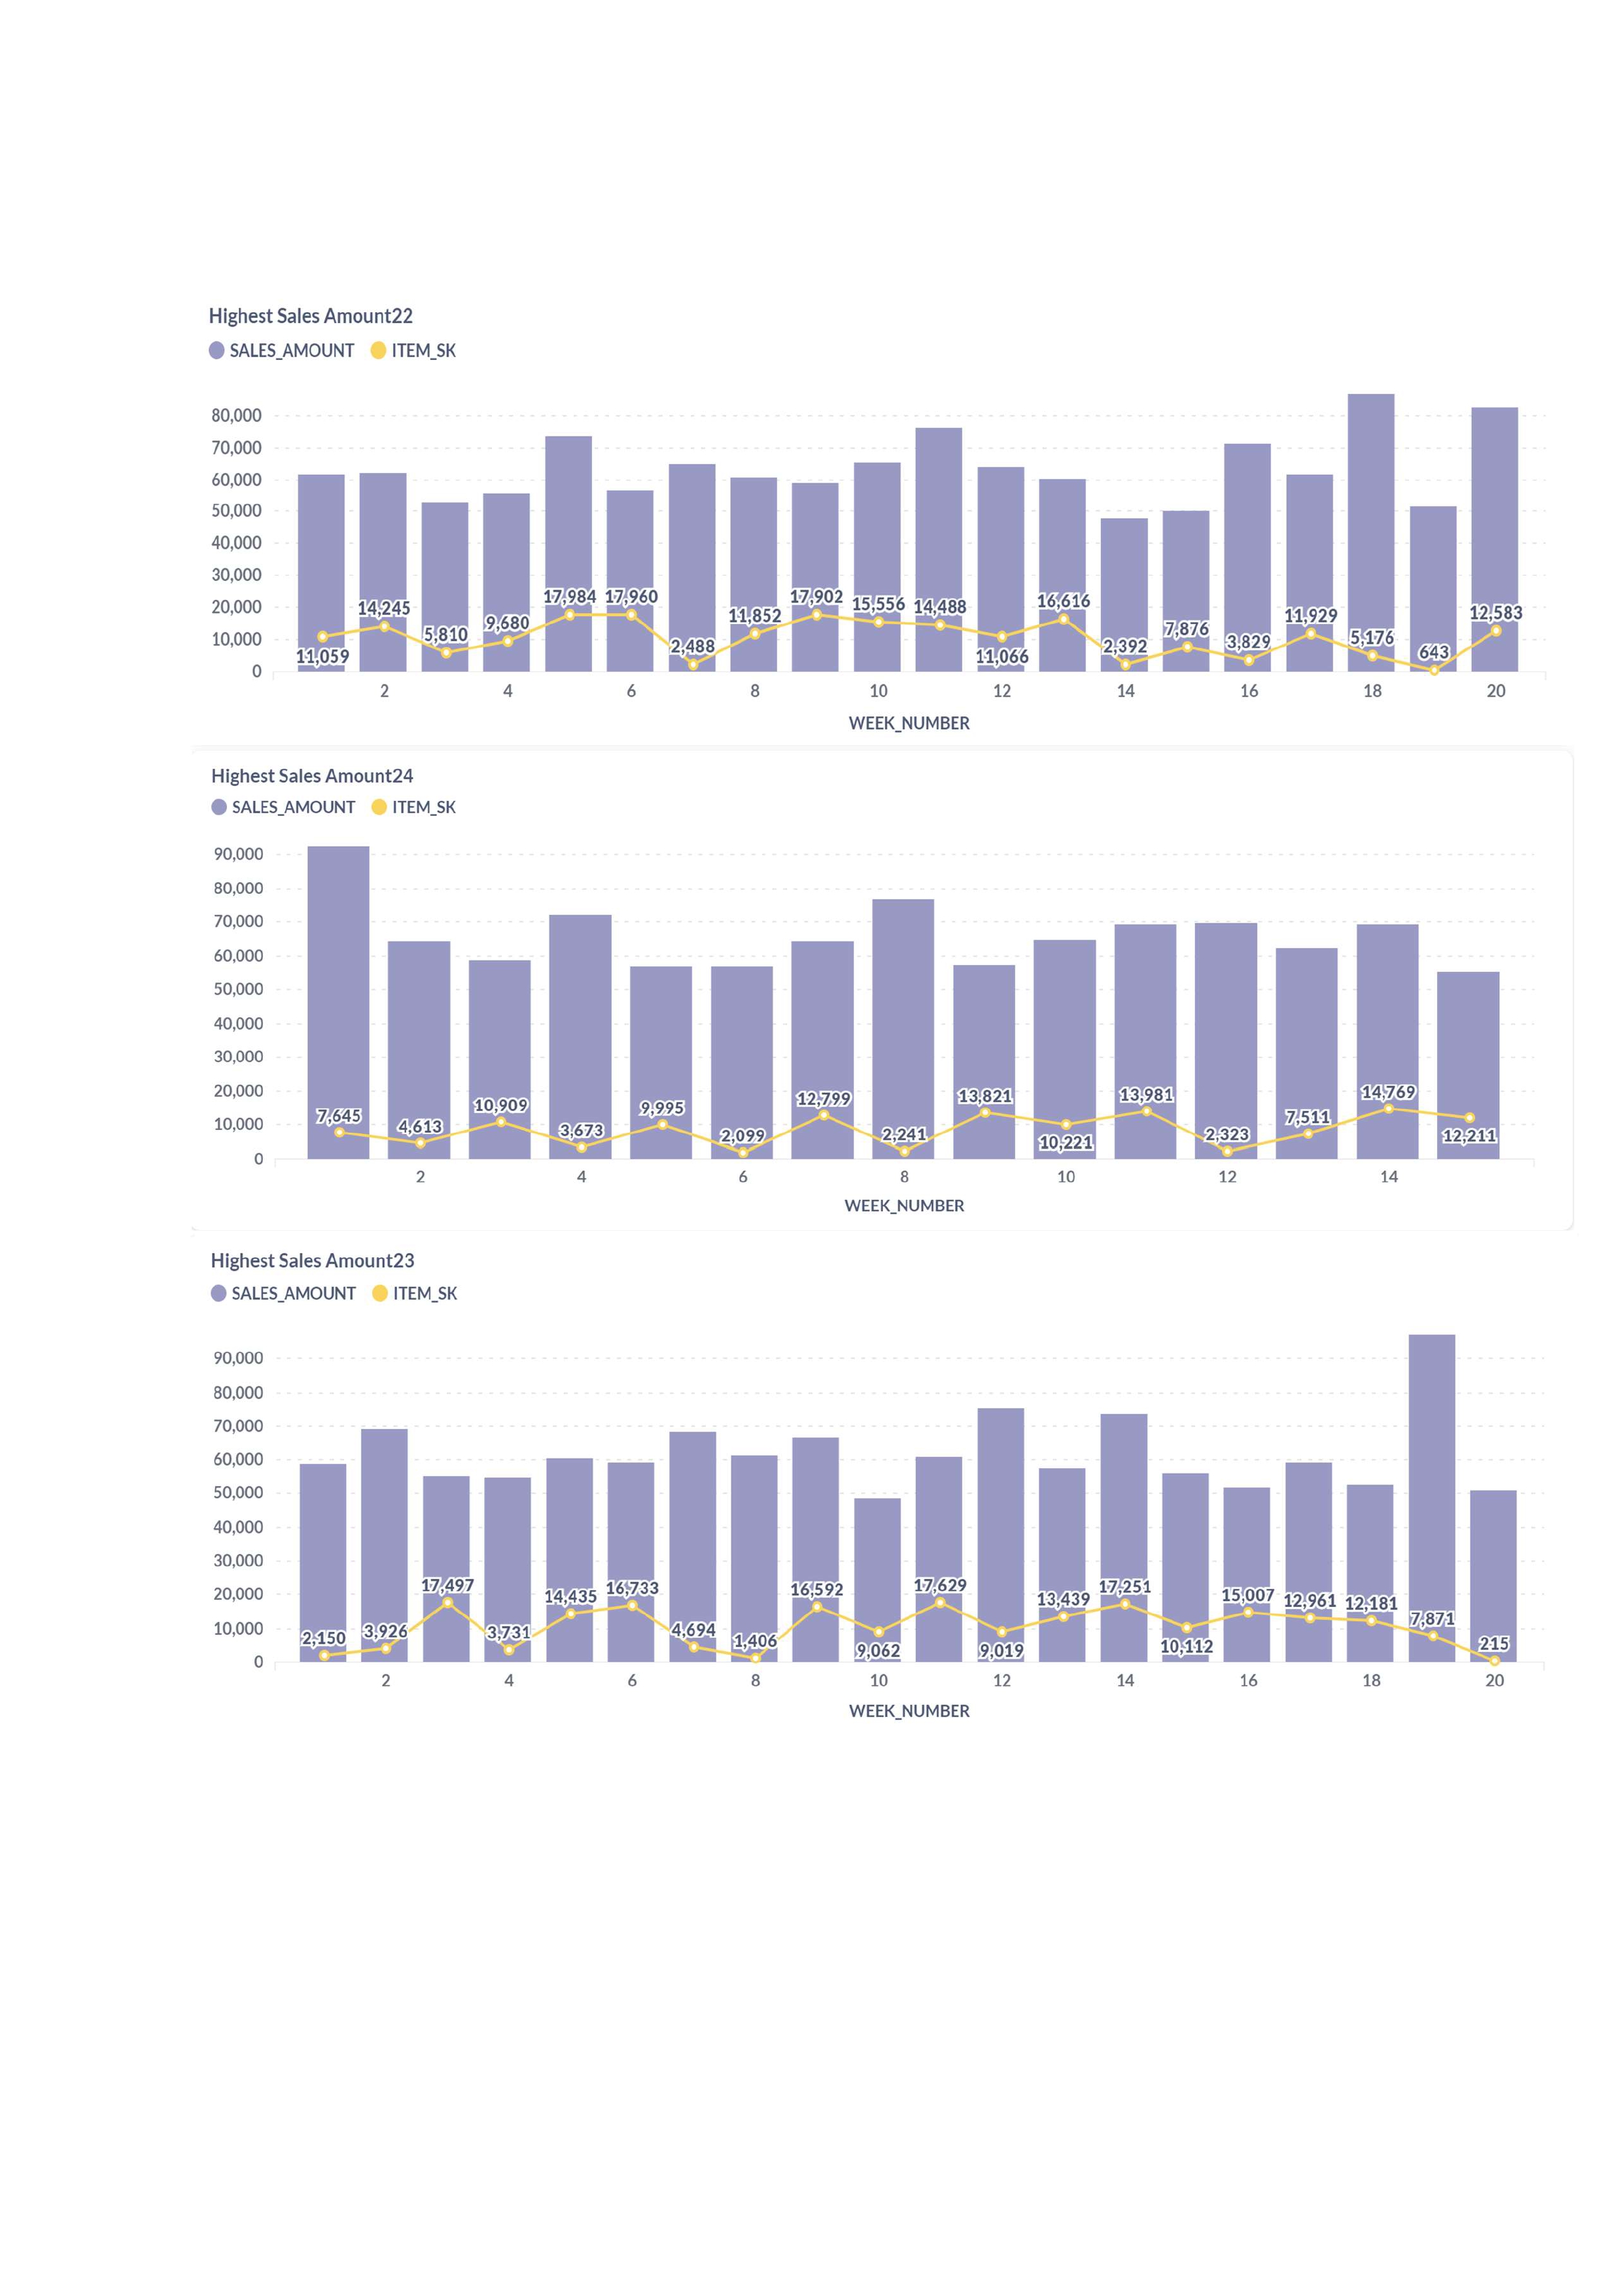 Highest Sales Amount22
SALES_AMOUNT ITEM_SK
80,000
70,000
60,000
50,000
40,000
30,000
20,000
10,000
0
11,059 14,245 5,810 9,680 17,984 17,960 2,488 11,852 17,902 15,556 14,488 11,066 16,616 2,392 7,876 3,829 11,929 5,176 643 12,583
2 4 6 8 10 12 14 16 18 20
WEEK_NUMBER
Highest Sales Amount24
SALES_AMOUNT ITEM_SK
90,000
80,000
70,000
60,000
50,000
40,000
30,000
20,000
10,000
0
7,645 4,613 10,909 3,673 9,995 2,099 12,799 2,241 13,821 10,221 13,981 2,323 7,511 14,769 12,211
2 4 6 8 10 12 14
WEEK_NUMBER
Highest Sales Amount23
SALES_AMOUNT ITEM_SK
90,000
80,000
70,000
60,000
50,000
40,000
30,000
20,000
10,000
0
2,150 3,926 17,497 3,731 14,435 16,733 4,694 1,406 16,592 9,062 17,629 9,019 13,439 17,251 10,112 15,007 12,961 12,181 7,871 215
2 4 6 8 10 12 14 16 18 20
WEEK_NUMBER